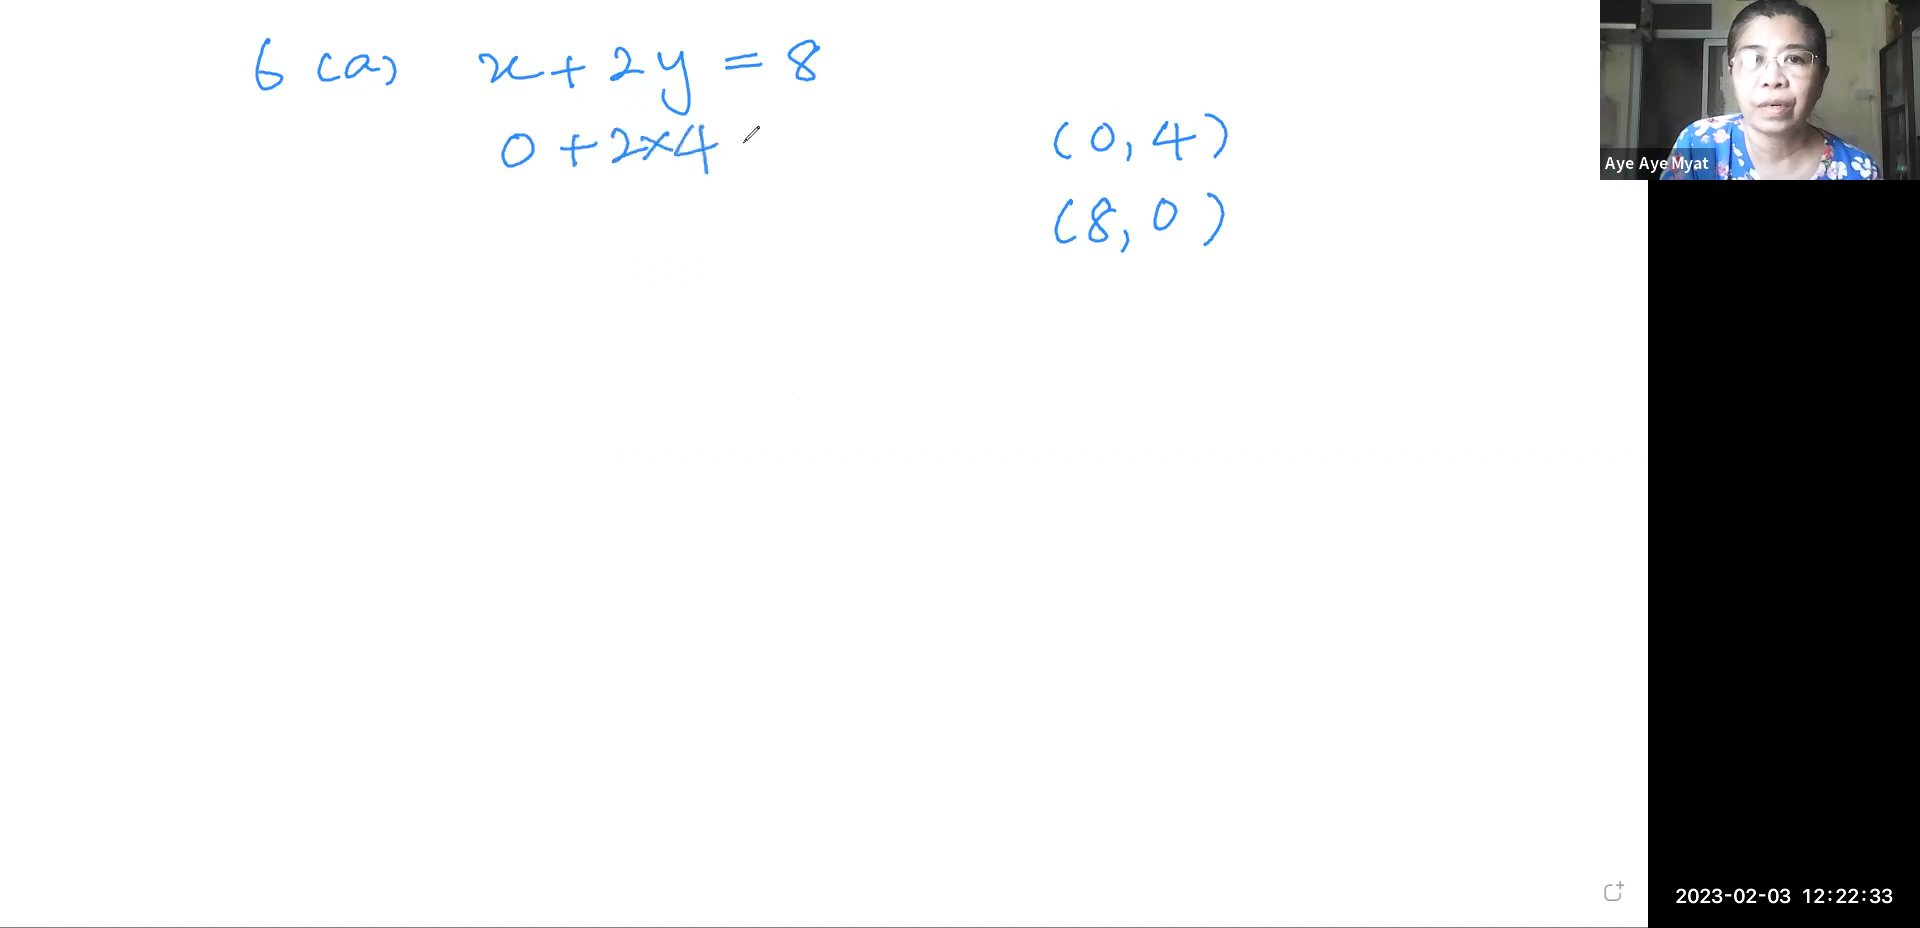 6 (a) x + 2y = 8
0 + 2×4
(0, 4)
(8, 0)
Aye Aye Myat
2023-02-03 12:22:33